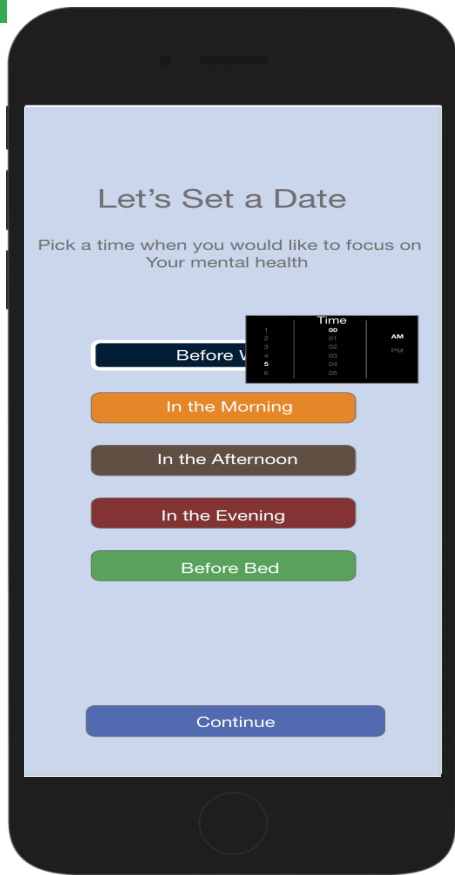 Let's Set a Date
Pick a time when you would like to focus on
Your mental health
Time
1 00
2 01 AM
3 02 PM
4 03
5 04
6 05
Before
In the Morning
In the Afternoon
In the Evening
Before Bed
Continue